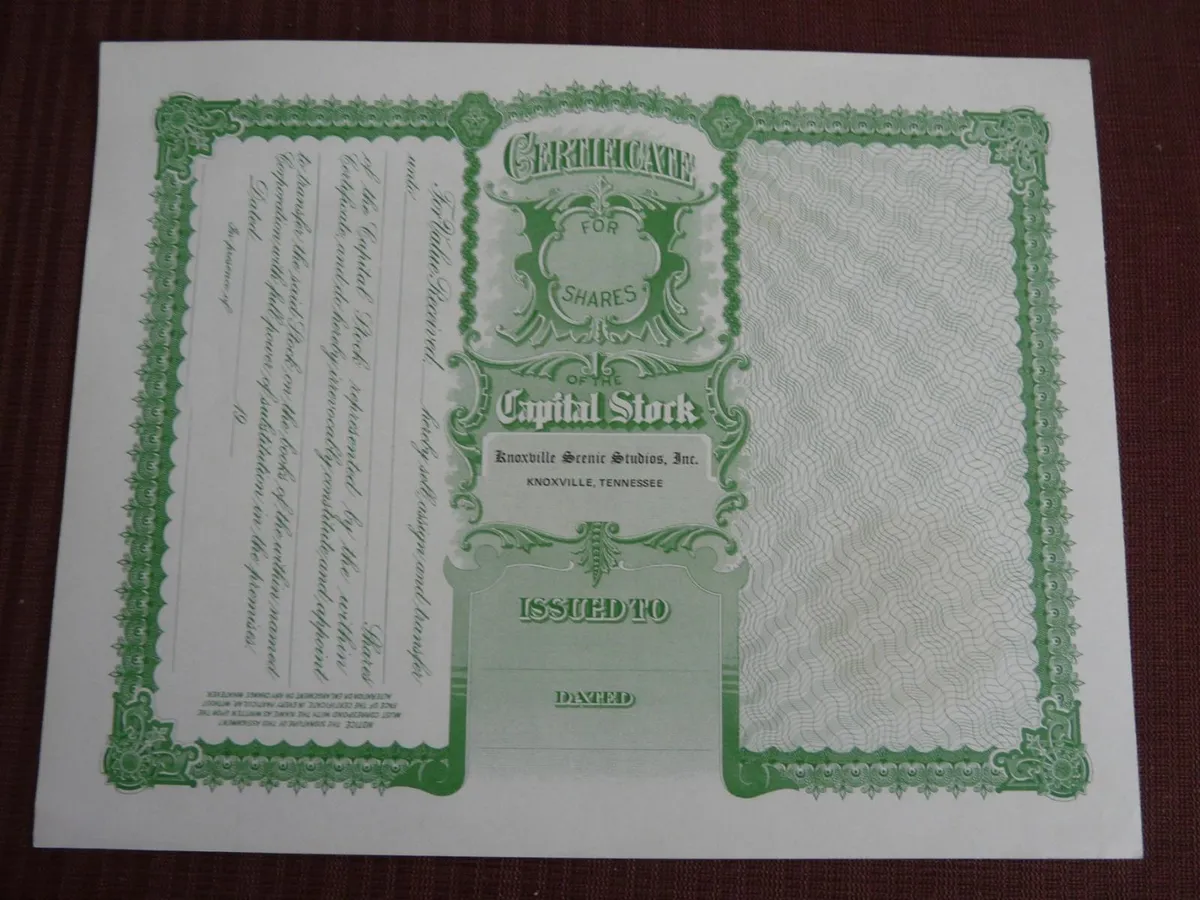 CERTIFICATE
FOR
SHARES
OF THE
Capital Stock
Knoxville Scenic Studios, Inc.
KNOXVILLE, TENNESSEE
ISSUED TO
DATED
For Value Received, hereby sell, assign, and transfer
unto
Shares
of the Capital Stock represented by the within
Certificate, and do hereby irrevocably constitute and appoint
to transfer the said Stock on the books of the within named
Corporation with full power of substitution in the premises.
Dated 19
In presence of
NOTICE: THE SIGNATURE OF THIS ASSIGNMENT
MUST CORRESPOND WITH THE NAME AS WRITTEN UPON THE
FACE OF THE CERTIFICATE, IN EVERY PARTICULAR, WITHOUT
ALTERATION OR ENLARGEMENT, OR ANY CHANGE WHATEVER.